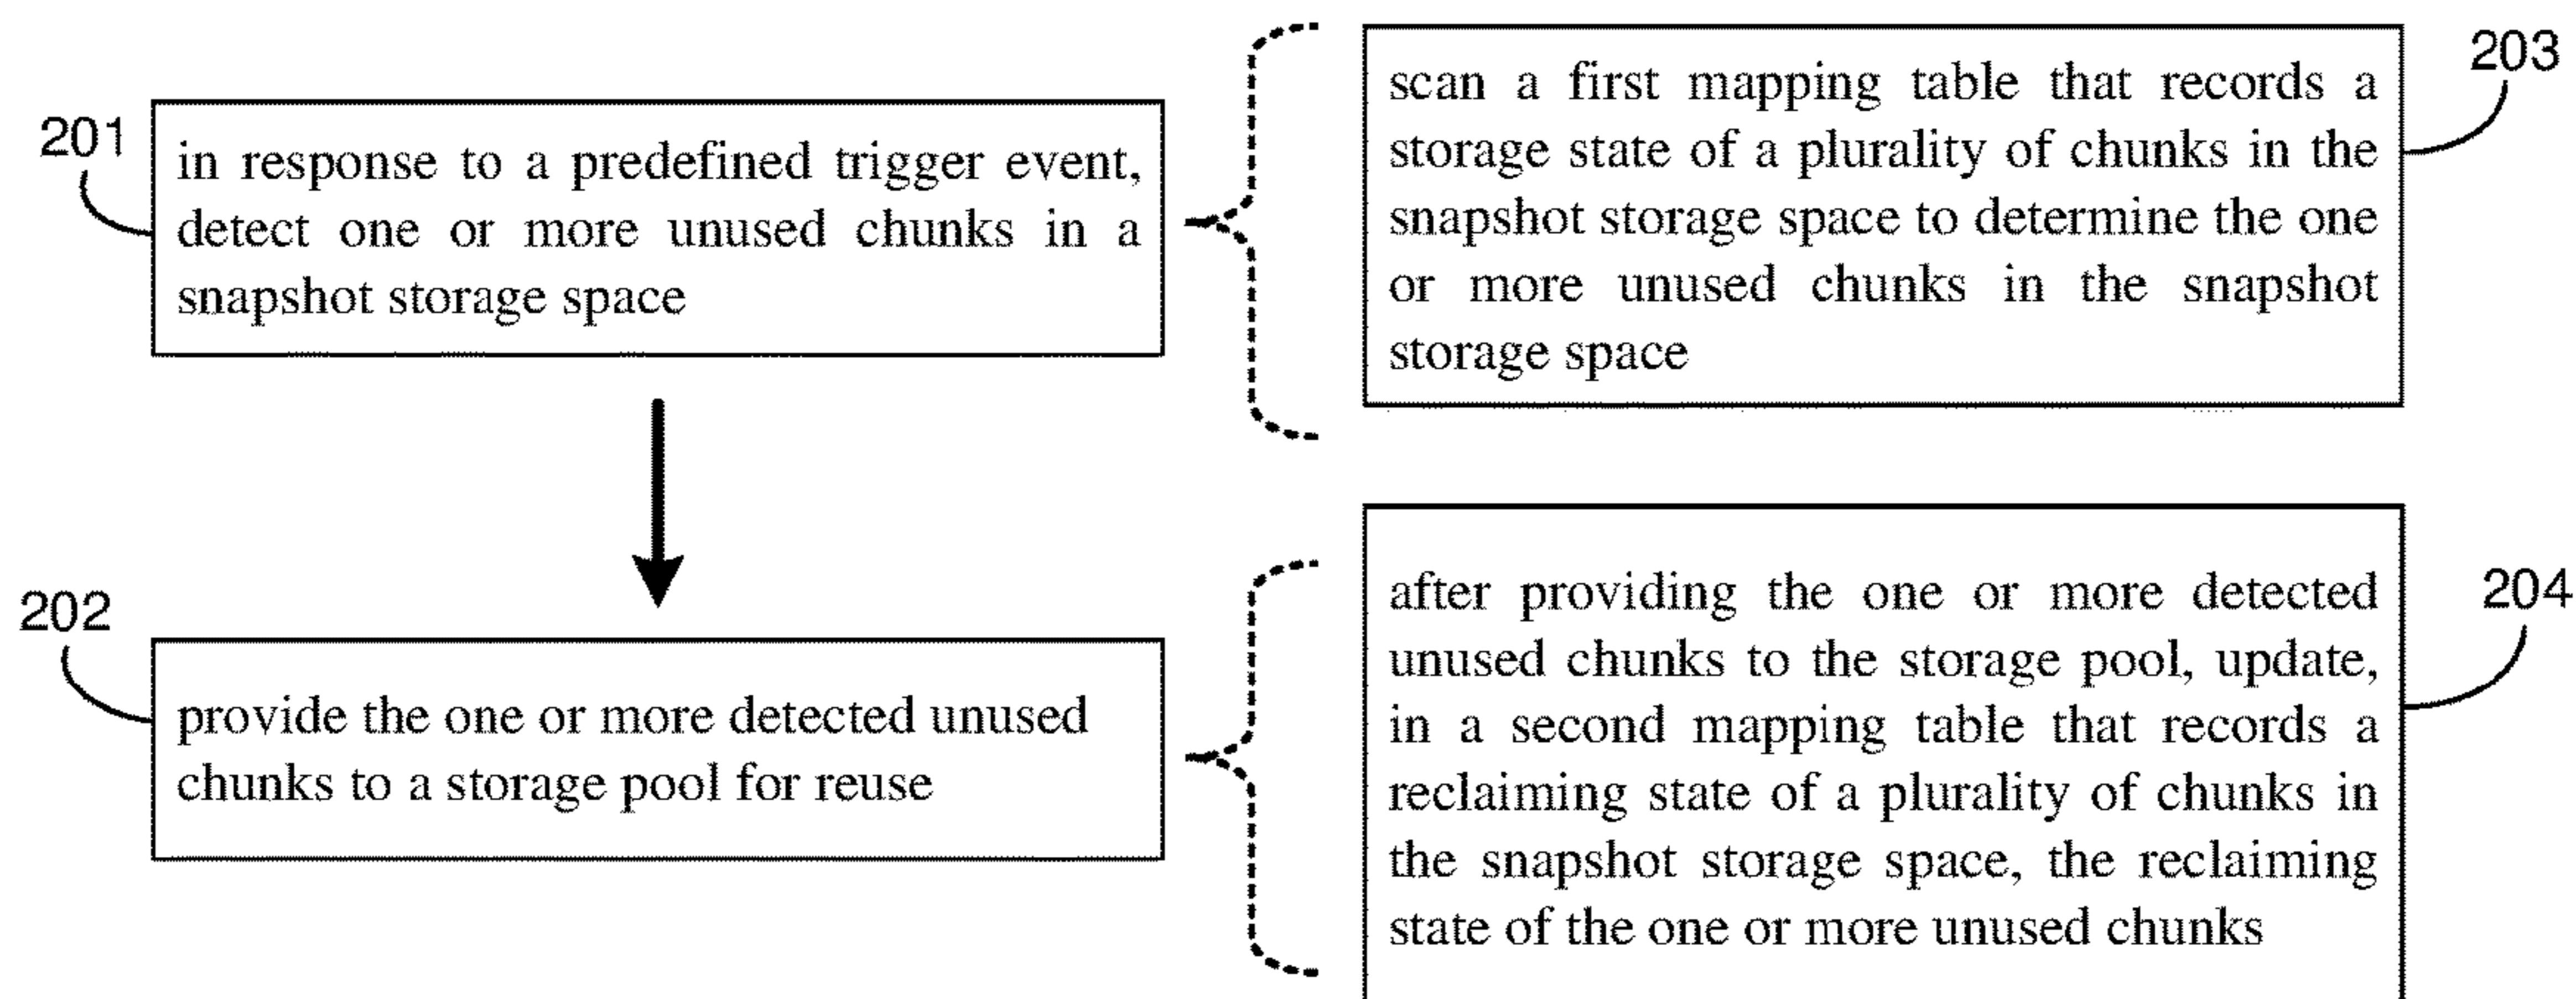 201
in response to a predefined trigger event,
detect one or more unused chunks in a
snapshot storage space
203
scan a first mapping table that records a
storage state of a plurality of chunks in the
snapshot storage space to determine the one
or more unused chunks in the snapshot
storage space
202
provide the one or more detected unused
chunks to a storage pool for reuse
204
after providing the one or more detected
unused chunks to the storage pool, update,
in a second mapping table that records a
reclaiming state of a plurality of chunks in
the snapshot storage space, the reclaiming
state of the one or more unused chunks